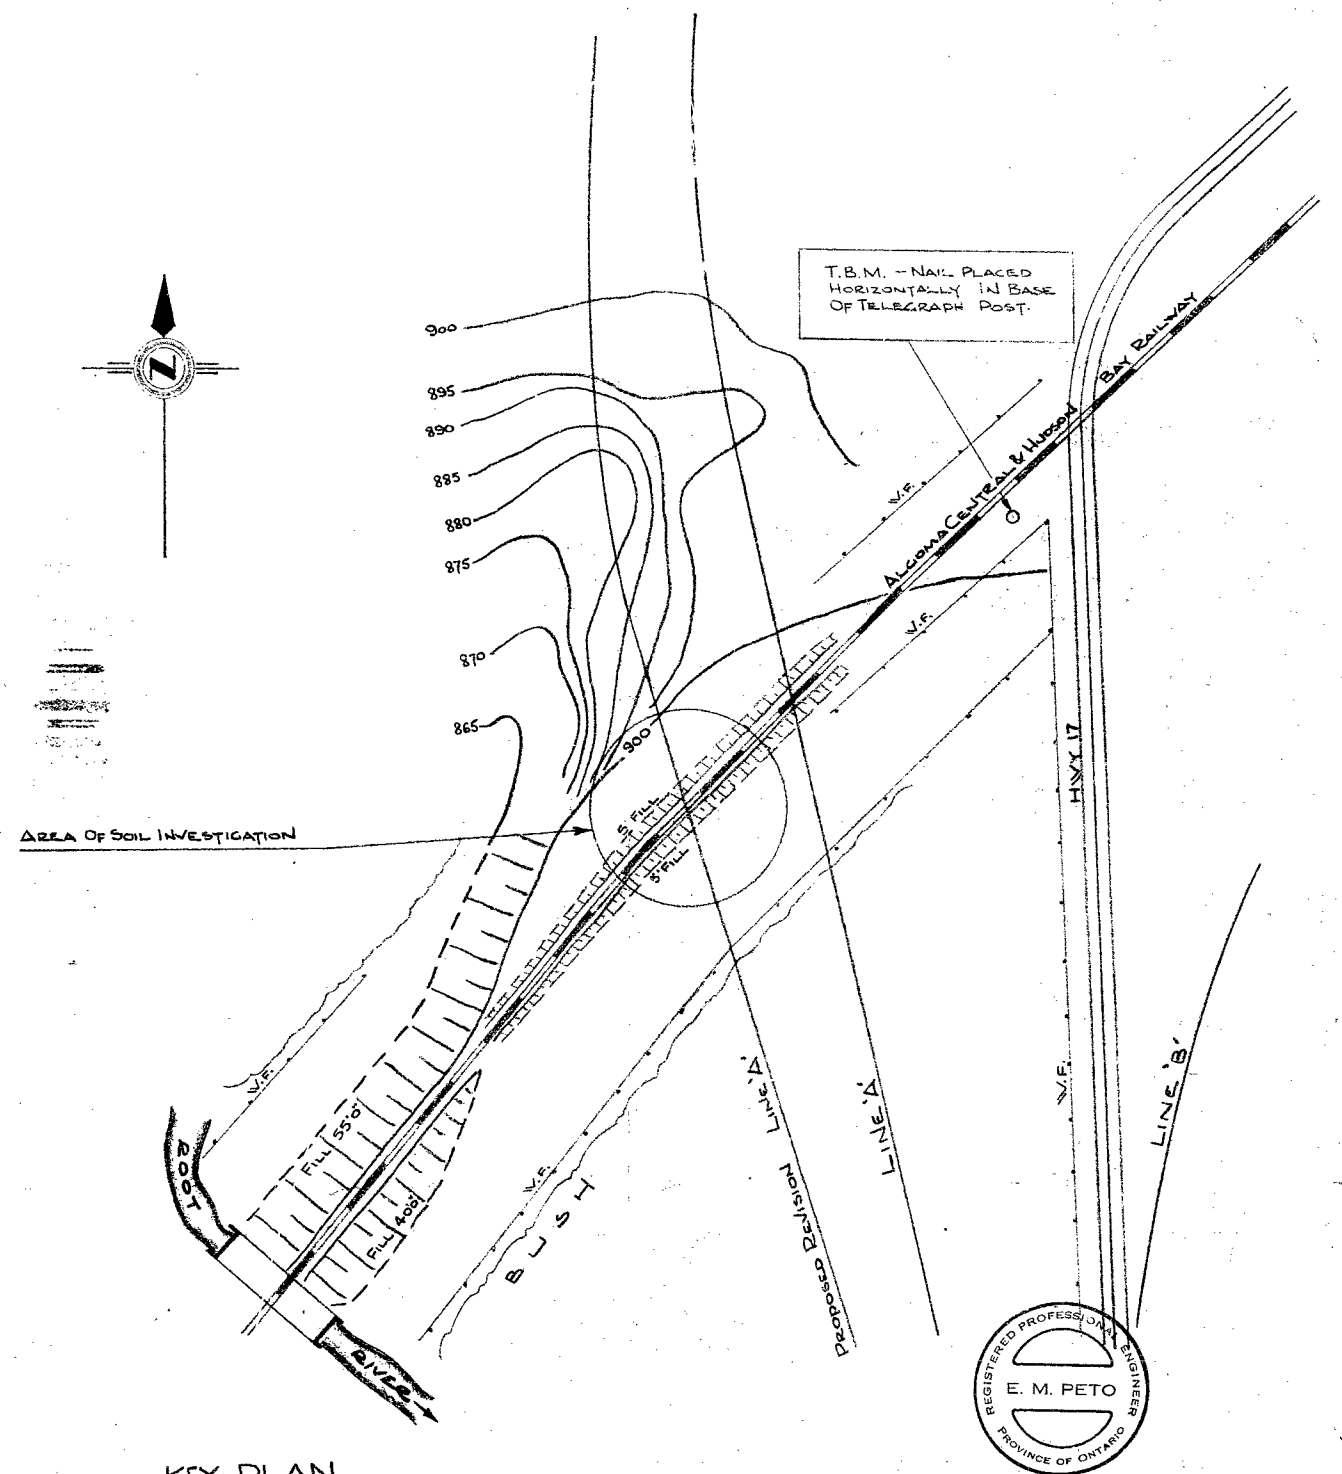 T.B.M. - NAIL PLACED
HORIZONTALLY IN BASE
OF TELEGRAPH POST.
ALGOMA CENTRAL & HUDSON BAY RAILWAY
900
895
890
885
880
875
870
865
W.F.
W.F.
N
900
HWY 17
5' FILL
3' FILL
AREA OF SOIL INVESTIGATION
W.F.
W.F.
W.F.
FILL 55'0"
FILL 40'0"
ROOT
RIVER
BUSH
PROPOSED REVISION LINE 'A'
LINE 'A'
LINE 'B'
REGISTERED PROFESSIONAL ENGINEER
E. M. PETO
PROVINCE OF ONTARIO
KEY PLAN